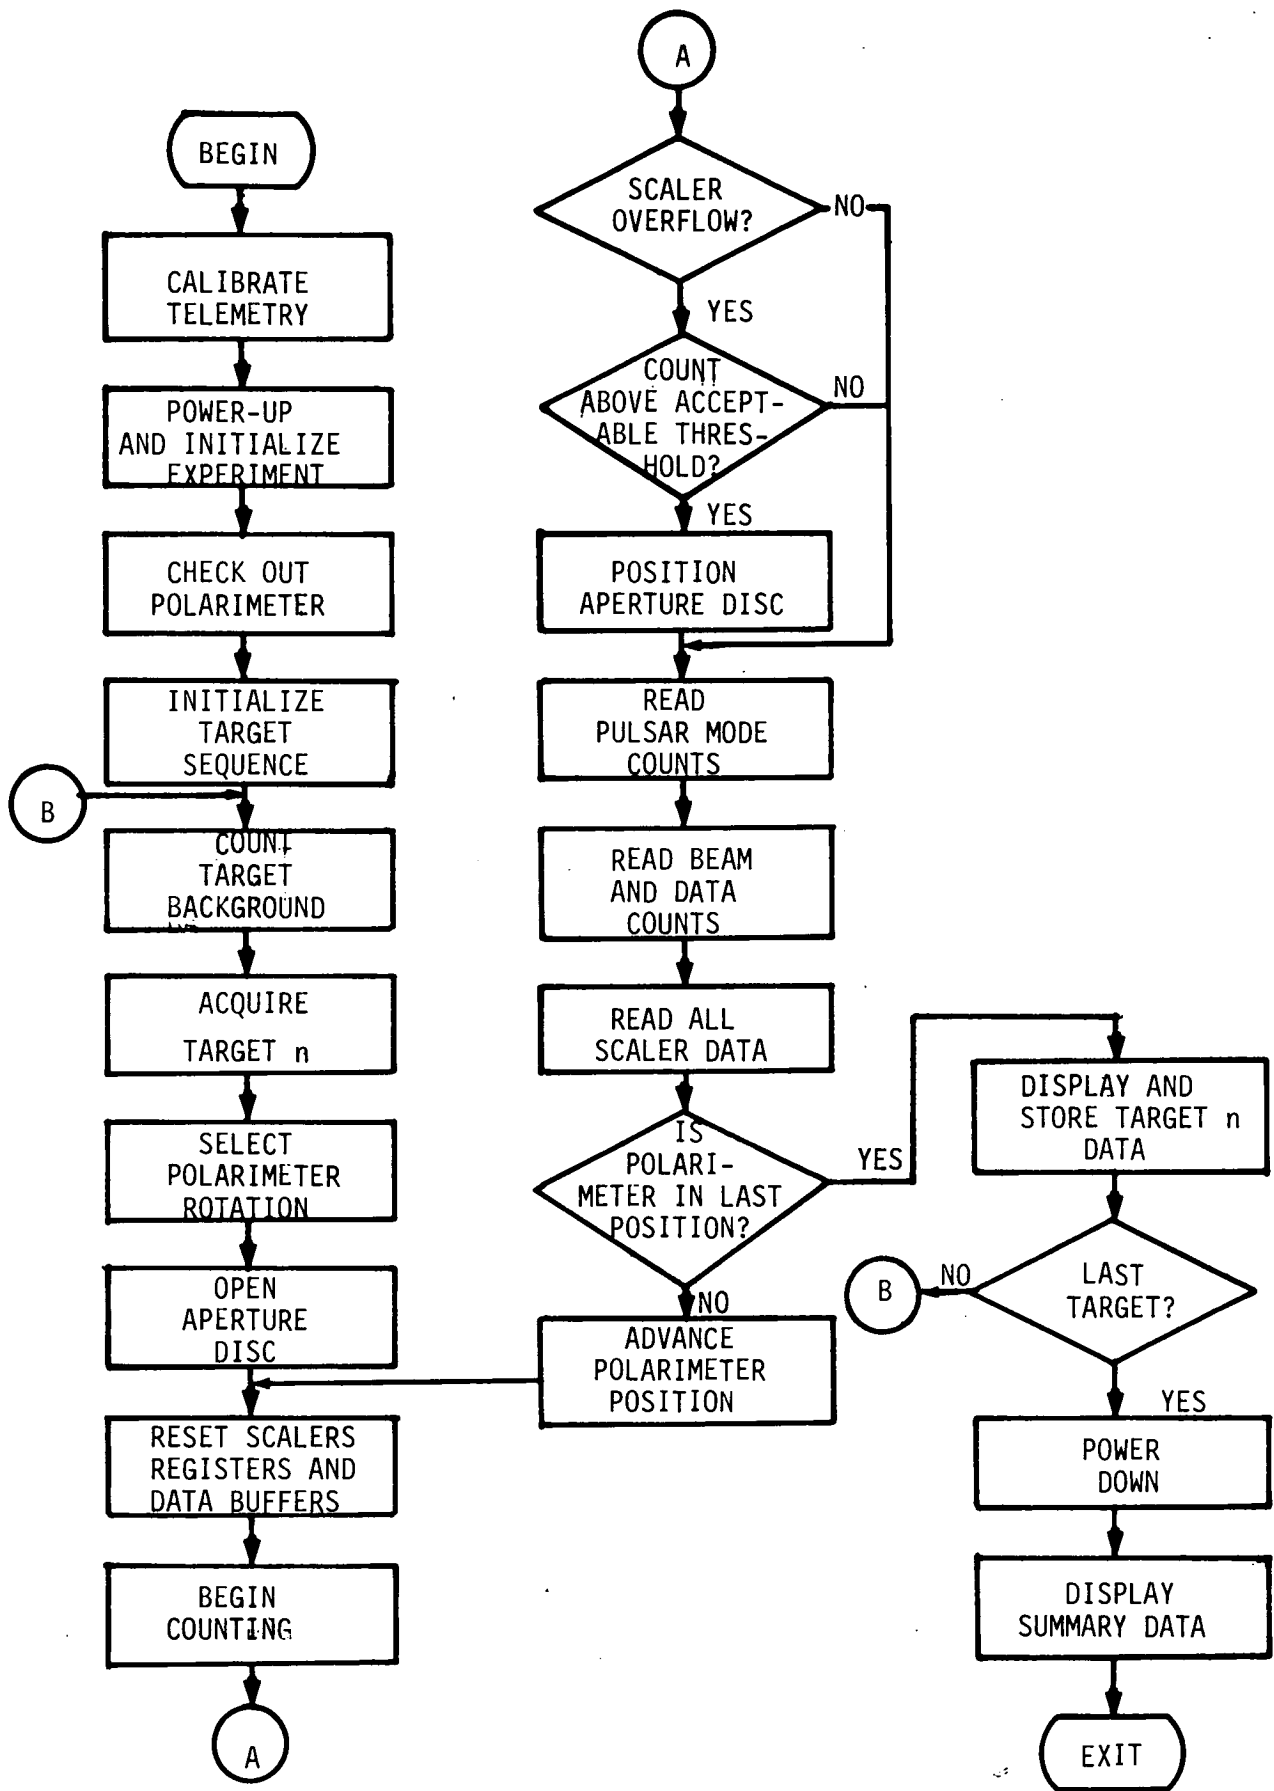 BEGIN
CALIBRATE
TELEMETRY
POWER-UP
AND INITIALIZE
EXPERIMENT
CHECK OUT
POLARIMETER
INITIALIZE
TARGET
SEQUENCE
B
COUNT
TARGET
BACKGROUND
ACQUIRE
TARGET n
SELECT
POLARIMETER
ROTATION
OPEN
APERTURE
DISC
RESET SCALERS
REGISTERS AND
DATA BUFFERS
BEGIN
COUNTING
A
A
SCALER
OVERFLOW?
NO
YES
COUNT
ABOVE ACCEPT-
ABLE THRES-
HOLD?
NO
YES
POSITION
APERTURE DISC
READ
PULSAR MODE
COUNTS
READ BEAM
AND DATA
COUNTS
READ ALL
SCALER DATA
IS
POLARI-
METER IN LAST
POSITION?
YES
NO
ADVANCE
POLARIMETER
POSITION
DISPLAY AND
STORE TARGET n
DATA
LAST
TARGET?
NO
B
YES
POWER
DOWN
DISPLAY
SUMMARY DATA
EXIT